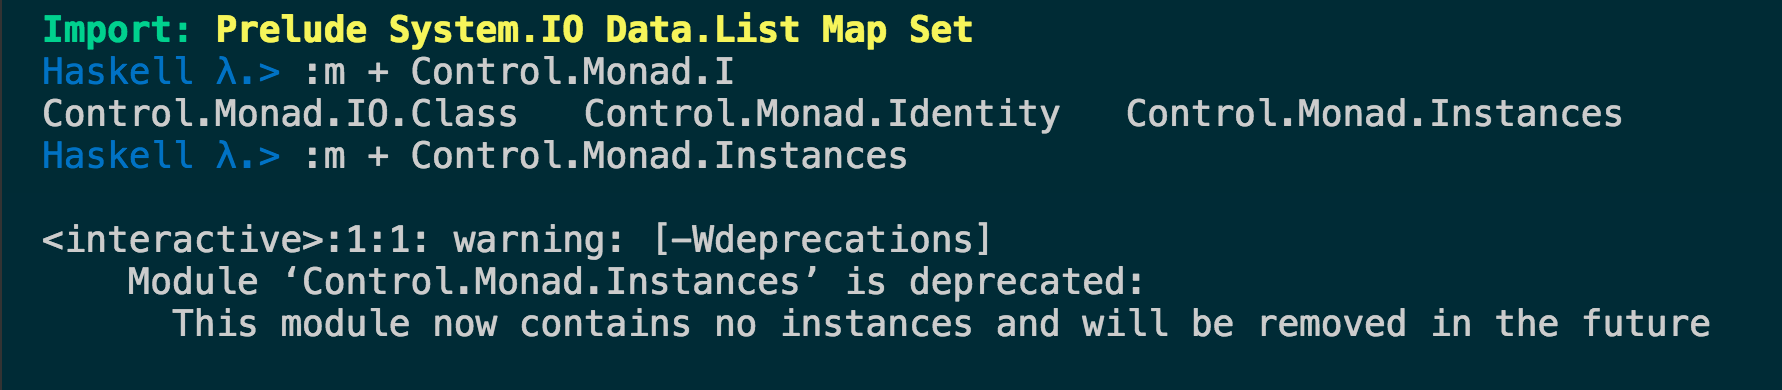 Import: Prelude System.IO Data.List Map Set
Haskell λ.> :m + Control.Monad.I
Control.Monad.IO.Class   Control.Monad.Identity   Control.Monad.Instances
Haskell λ.> :m + Control.Monad.Instances

<interactive>:1:1: warning: [-Wdeprecations]
    Module ‘Control.Monad.Instances’ is deprecated:
      This module now contains no instances and will be removed in the future